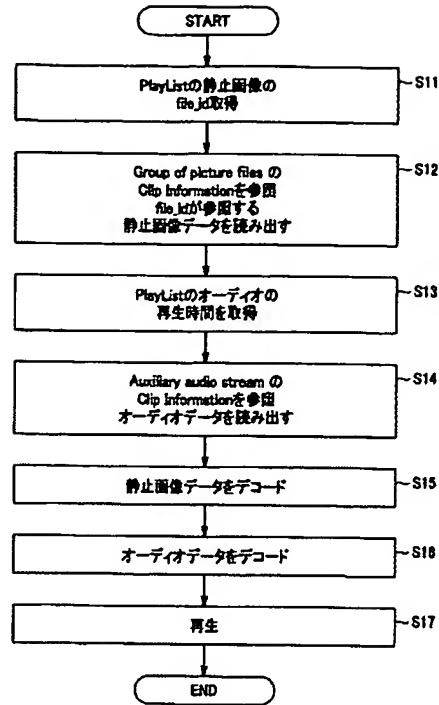 START
PlayListの静止画像の
file_id取得
S11
Group of picture files の
Clip Informationを参照
file_idが参照する
静止画像データを読み出す
S12
PlayListのオーディオの
再生時間を取得
S13
Auxiliary audio stream の
Clip Informationを参照
オーディオデータを読み出す
S14
静止画像データをデコード
S15
オーディオデータをデコード
S16
再生
S17
END